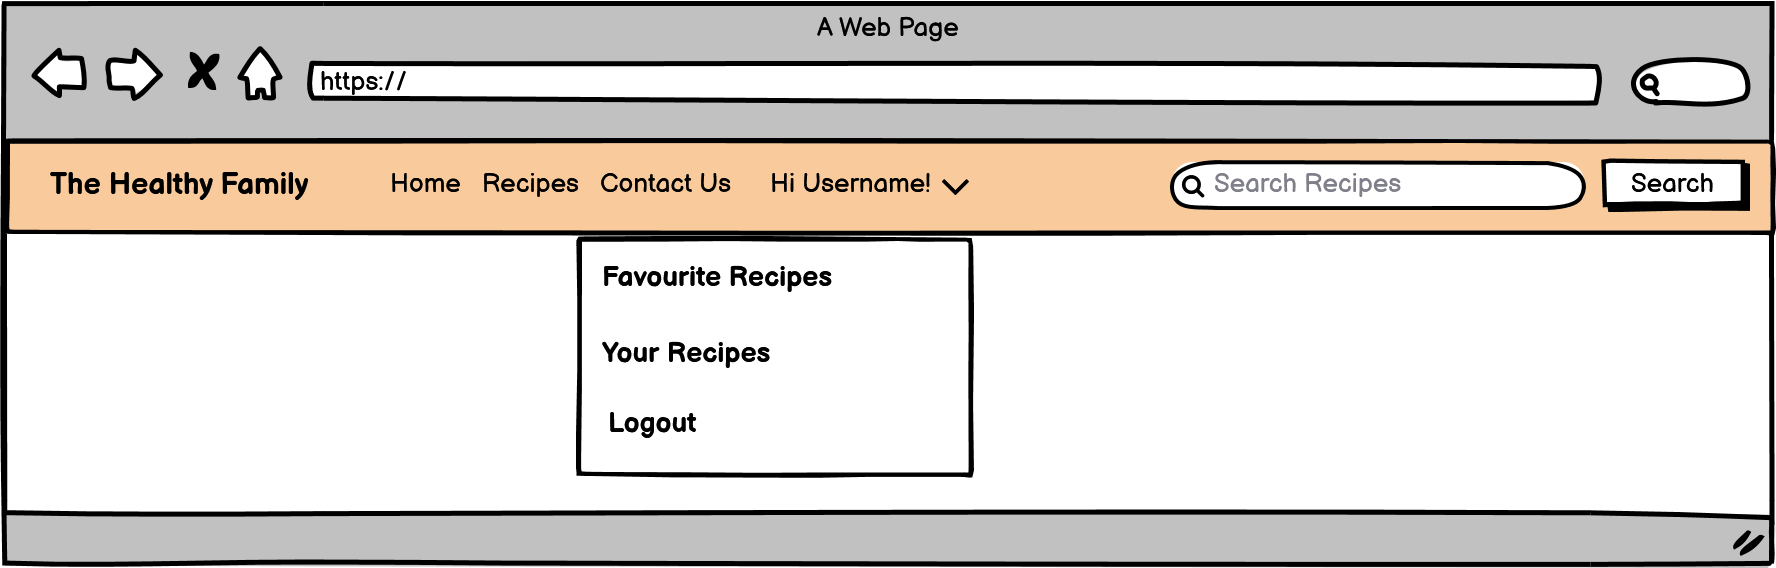 A Web Page
https://
The Healthy Family Home Recipes Contact Us Hi Username! Search Recipes Search
Favourite Recipes
Your Recipes
Logout